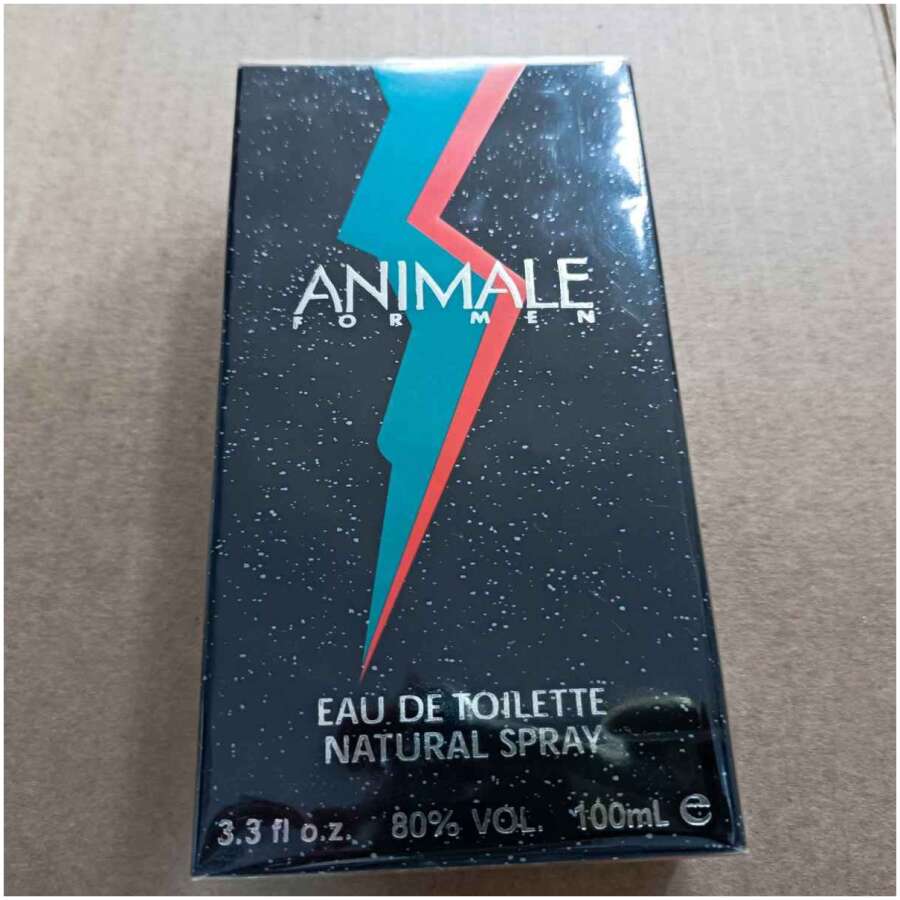 ANIMALE
FOR MEN
EAU DE TOILETTE
NATURAL SPRAY
3.3 fl o.z. 80% VOL. 100mL ℮